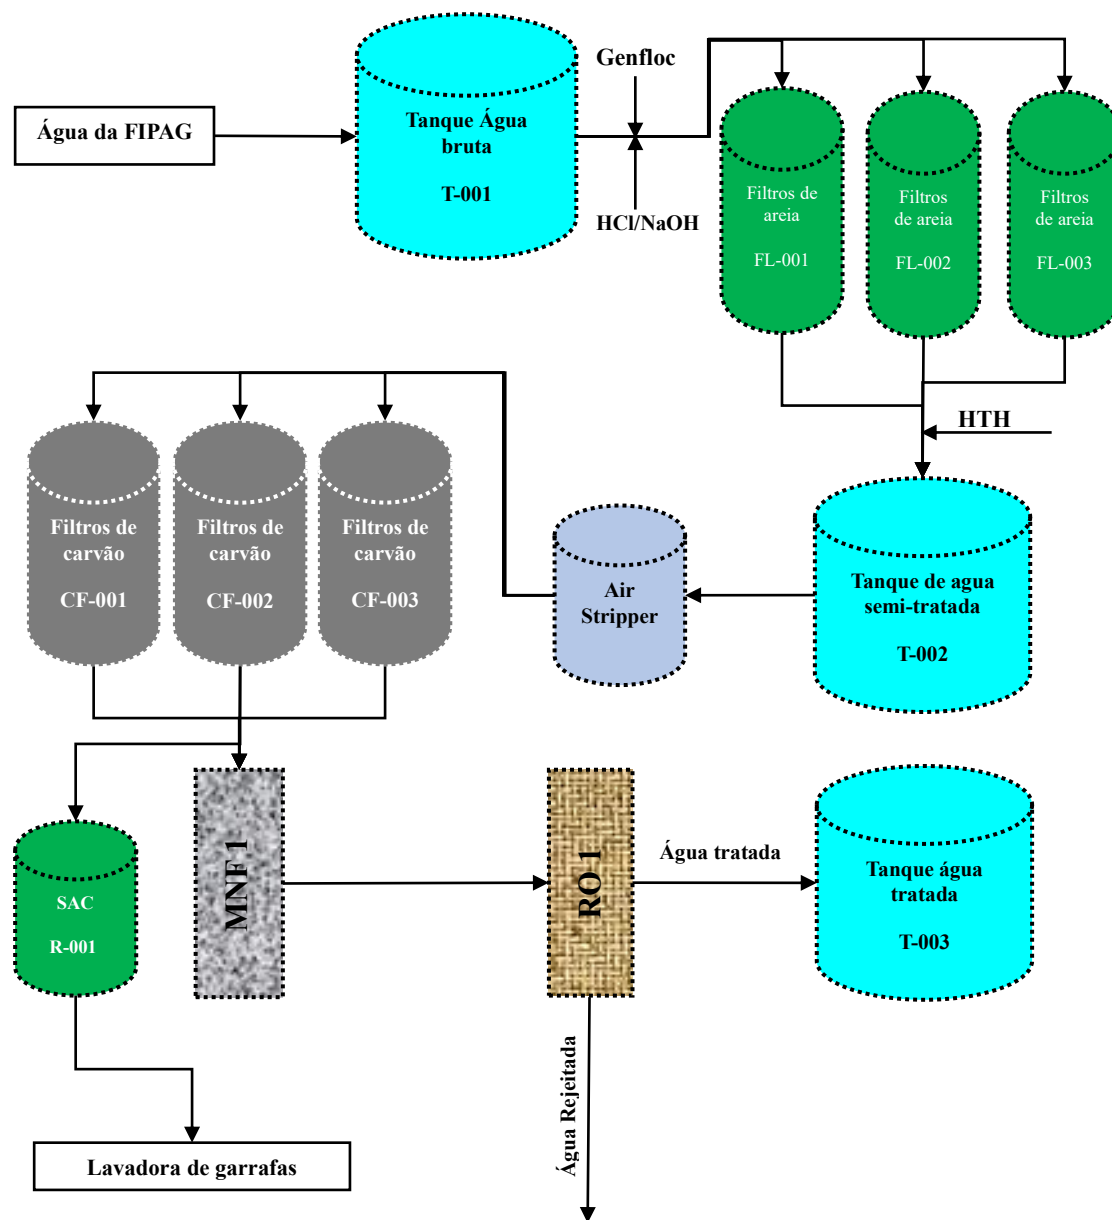 Água da FIPAG
Tanque Água
bruta
T-001
Genfloc
HCl/NaOH
Filtros de
areia
FL-001
Filtros
de areia
FL-002
Filtros
de areia
FL-003
HTH
Filtros de
carvão
CF-001
Filtros de
carvão
CF-002
Filtros de
carvão
CF-003
Air
Stripper
Tanque de agua
semi-tratada
T-002
SAC
R-001
MNF 1
RO 1
Água tratada
Tanque água
tratada
T-003
Água Rejeitada
Lavadora de garrafas